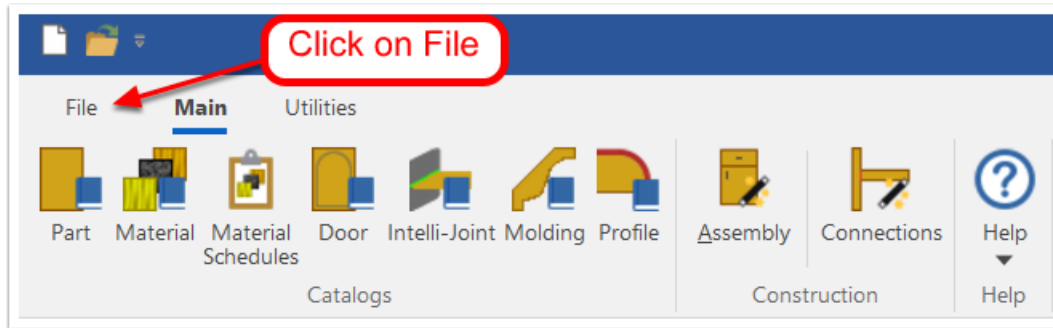 Click on File
File Main Utilities
Part Material Material Schedules Door Intelli-Joint Molding Profile Assembly Connections Help
Catalogs Construction Help